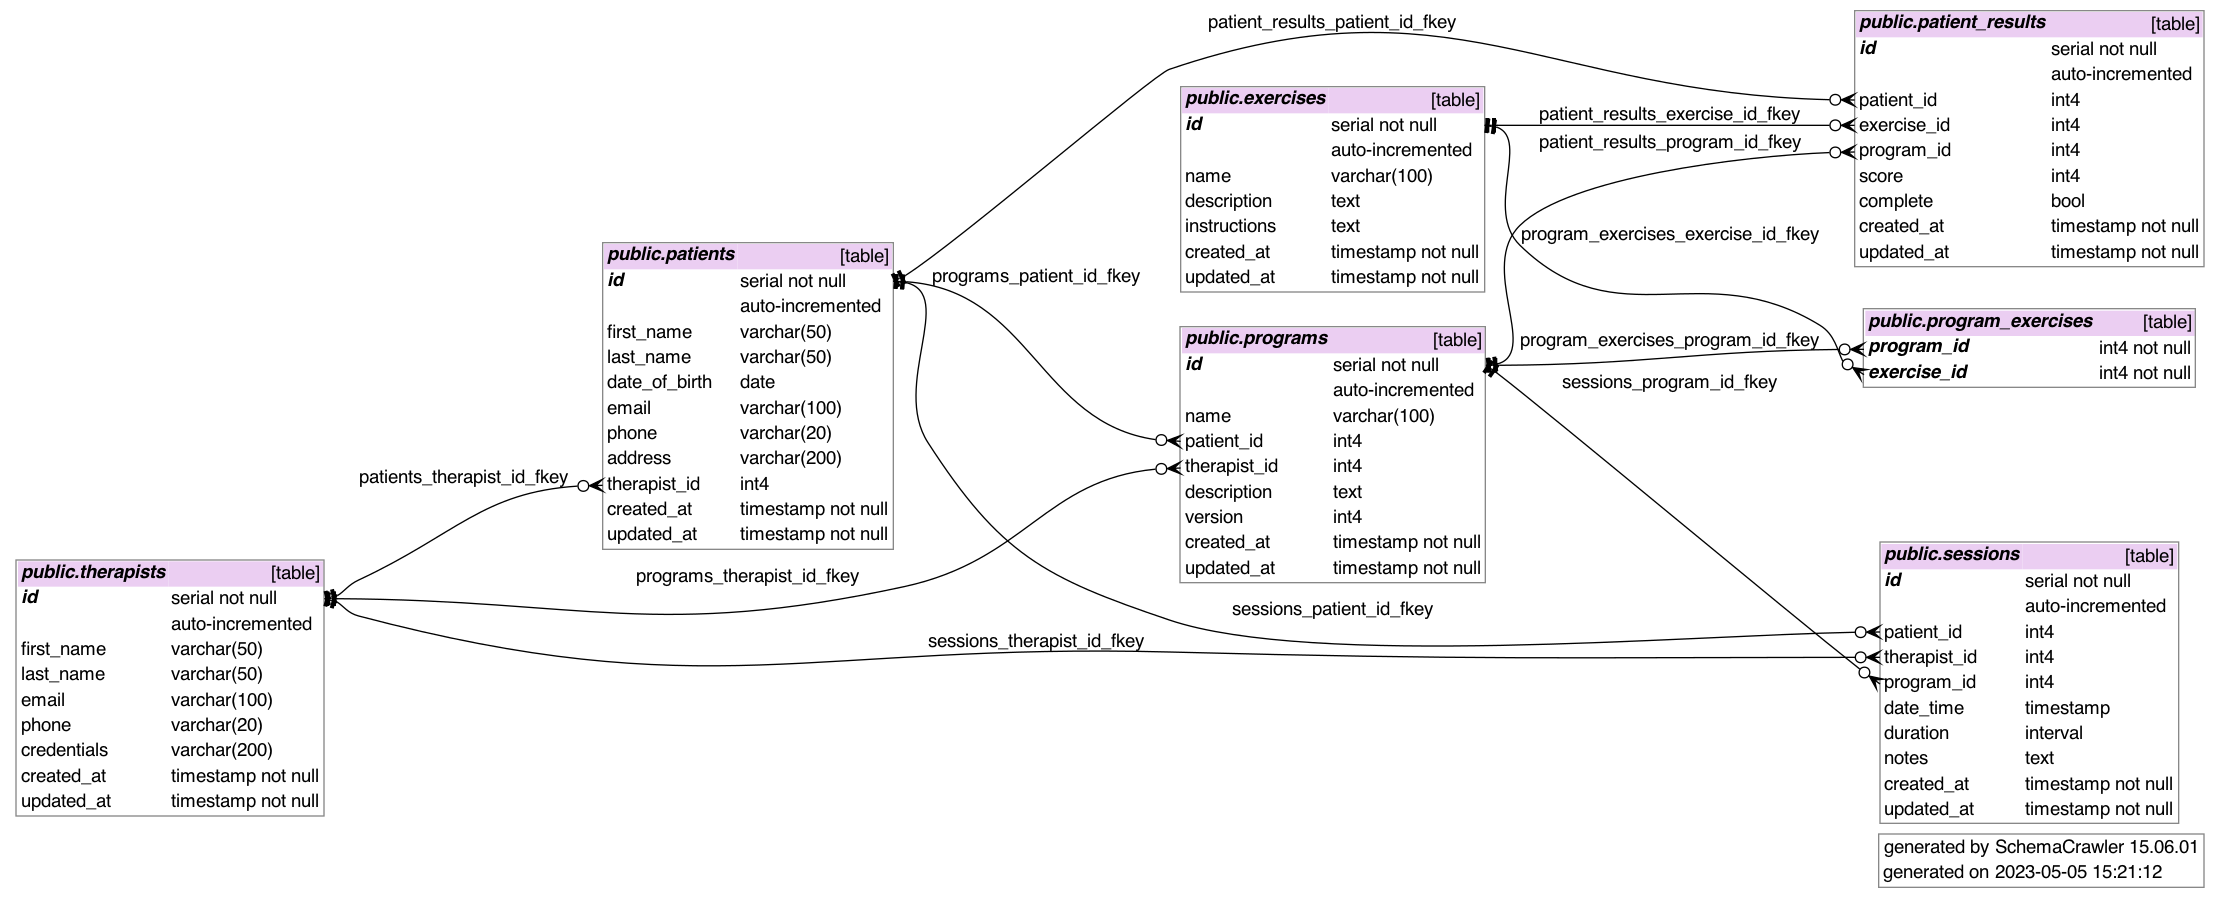 patient_results_patient_id_fkey
public.patient_results [table]
id serial not null
auto-incremented
patient_id int4
exercise_id int4
program_id int4
score int4
complete bool
created_at timestamp not null
updated_at timestamp not null
public.exercises [table]
id serial not null
auto-incremented
name varchar(100)
description text
instructions text
created_at timestamp not null
updated_at timestamp not null
patient_results_exercise_id_fkey
patient_results_program_id_fkey
program_exercises_exercise_id_fkey
public.patients [table]
id serial not null
auto-incremented
first_name varchar(50)
last_name varchar(50)
date_of_birth date
email varchar(100)
phone varchar(20)
address varchar(200)
therapist_id int4
created_at timestamp not null
updated_at timestamp not null
programs_patient_id_fkey
public.programs [table]
id serial not null
auto-incremented
name varchar(100)
patient_id int4
therapist_id int4
description text
version int4
created_at timestamp not null
updated_at timestamp not null
program_exercises_program_id_fkey
sessions_program_id_fkey
public.program_exercises [table]
program_id int4 not null
exercise_id int4 not null
patients_therapist_id_fkey
public.therapists [table]
id serial not null
auto-incremented
first_name varchar(50)
last_name varchar(50)
email varchar(100)
phone varchar(20)
credentials varchar(200)
created_at timestamp not null
updated_at timestamp not null
programs_therapist_id_fkey
sessions_patient_id_fkey
sessions_therapist_id_fkey
public.sessions [table]
id serial not null
auto-incremented
patient_id int4
therapist_id int4
program_id int4
date_time timestamp
duration interval
notes text
created_at timestamp not null
updated_at timestamp not null
generated by SchemaCrawler 15.06.01
generated on 2023-05-05 15:21:12